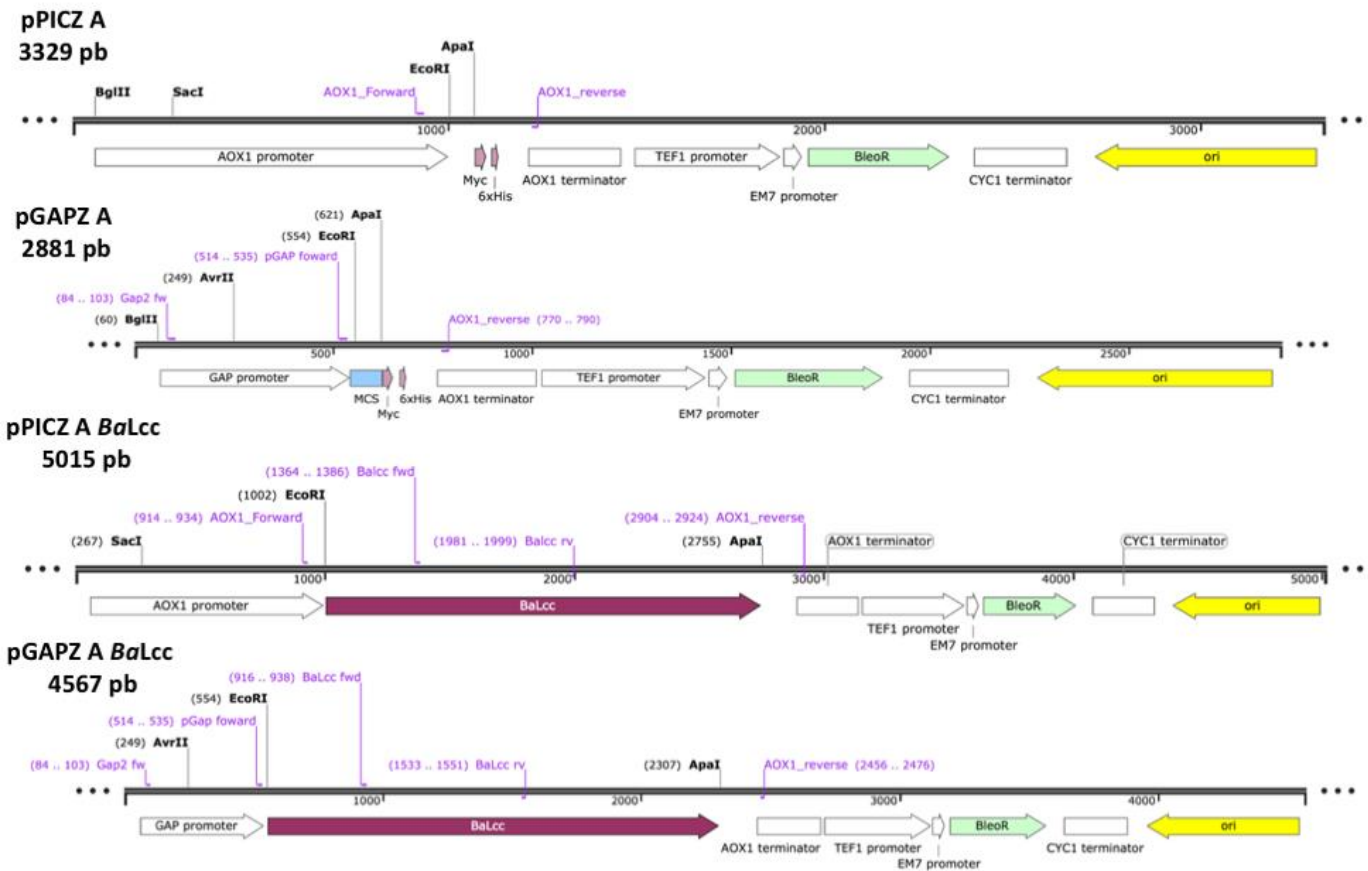 pPICZ A
3329 pb
ApaI
EcoRI
BglII SacI AOX1_Forward AOX1_reverse
1000 2000 3000
AOX1 promoter TEF1 promoter BleoR ori
Myc AOX1 terminator CYC1 terminator
6xHis EM7 promoter
pGAPZ A
2881 pb
(621) ApaI
(554) EcoRI
(514 .. 535) pGAP foward
(249) AvrII
(84 .. 103) Gap2 fw
(60) BglII AOX1_reverse (770 .. 790)
500 1000 1500 2000 2500
GAP promoter TEF1 promoter BleoR ori
MCS 6xHis AOX1 terminator CYC1 terminator
Myc EM7 promoter
pPICZ A BaLcc
5015 pb
(1364 .. 1386) Balcc fwd
(1002) EcoRI
(914 .. 934) AOX1_Forward (2904 .. 2924) AOX1_reverse
(267) SacI (1981 .. 1999) Balcc rv (2755) ApaI AOX1 terminator CYC1 terminator
1000 2000 3000 4000 5000
AOX1 promoter BaLcc BleoR ori
TEF1 promoter
EM7 promoter
pGAPZ A BaLcc
4567 pb
(916 .. 938) BaLcc fwd
(554) EcoRI
(514 .. 535) pGap foward
(249) AvrII
(84 .. 103) Gap2 fw (1533 .. 1551) BaLcc rv (2307) ApaI AOX1_reverse (2456 .. 2476)
1000 2000 3000 4000
GAP promoter BaLcc BleoR ori
AOX1 terminator TEF1 promoter CYC1 terminator
EM7 promoter